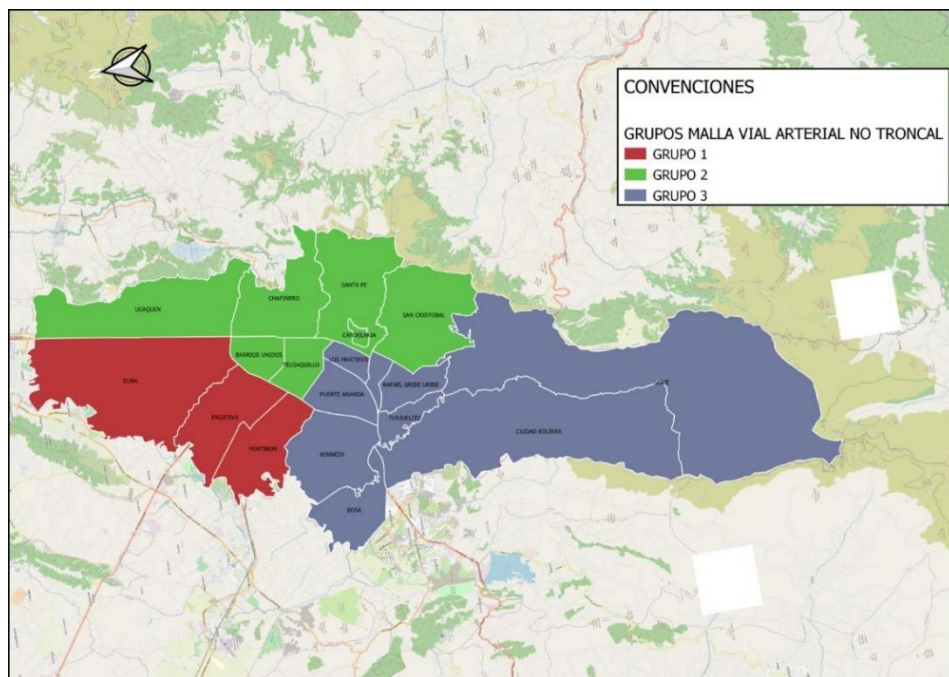 CONVENCIONES
GRUPOS MALLA VIAL ARTERIAL NO TRONCAL
GRUPO 1
GRUPO 2
GRUPO 3
USAQUEN
CHAPINERO
SANTA FE
SAN CRISTOBAL
CANDELARIA
BARRIOS UNIDOS
TEUSAQUILLO
LOS MARTIRES
SUBA
ENGATIVA
FONTIBON
PUENTE ARANDA
RAFAEL URIBE URIBE
TUNJUELITO
KENNEDY
BOSA
CIUDAD BOLIVAR